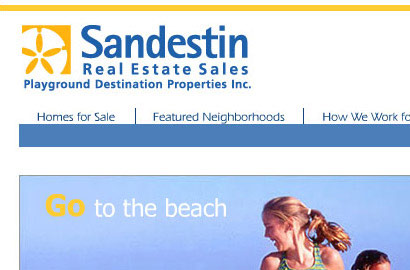 Sandestin
Real Estate Sales
Playground Destination Properties Inc.
Homes for Sale Featured Neighborhoods How We Work fo
Go to the beach